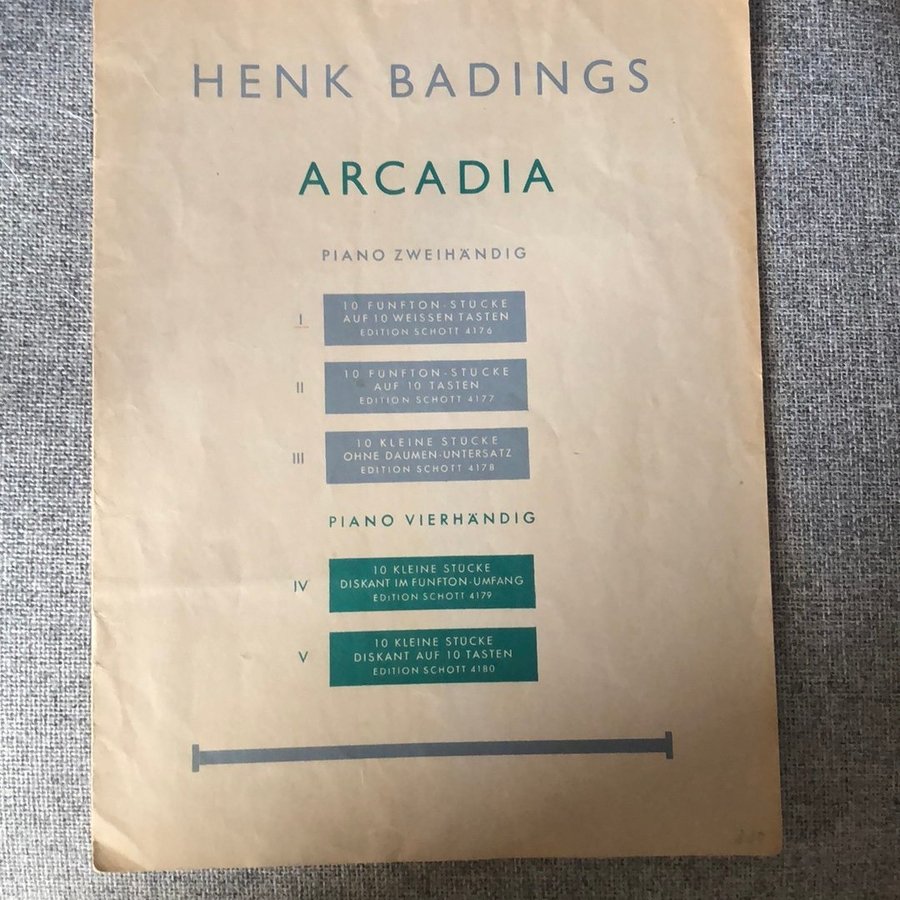 HENK BADINGS
ARCADIA
PIANO ZWEIHÄNDIG
I
10 FUNFTON-STÜCKE
AUF 10 WEISSEN TASTEN
EDITION SCHOTT 4176
II
10 FUNFTON-STÜCKE
AUF 10 TASTEN
EDITION SCHOTT 4177
III
10 KLEINE STÜCKE
OHNE DAUMEN-UNTERSATZ
EDITION SCHOTT 4178
PIANO VIERHÄNDIG
IV
10 KLEINE STÜCKE
DISKANT IM FUNFTON-UMFANG
EDITION SCHOTT 4179
V
10 KLEINE STÜCKE
DISKANT AUF 10 TASTEN
EDITION SCHOTT 4180